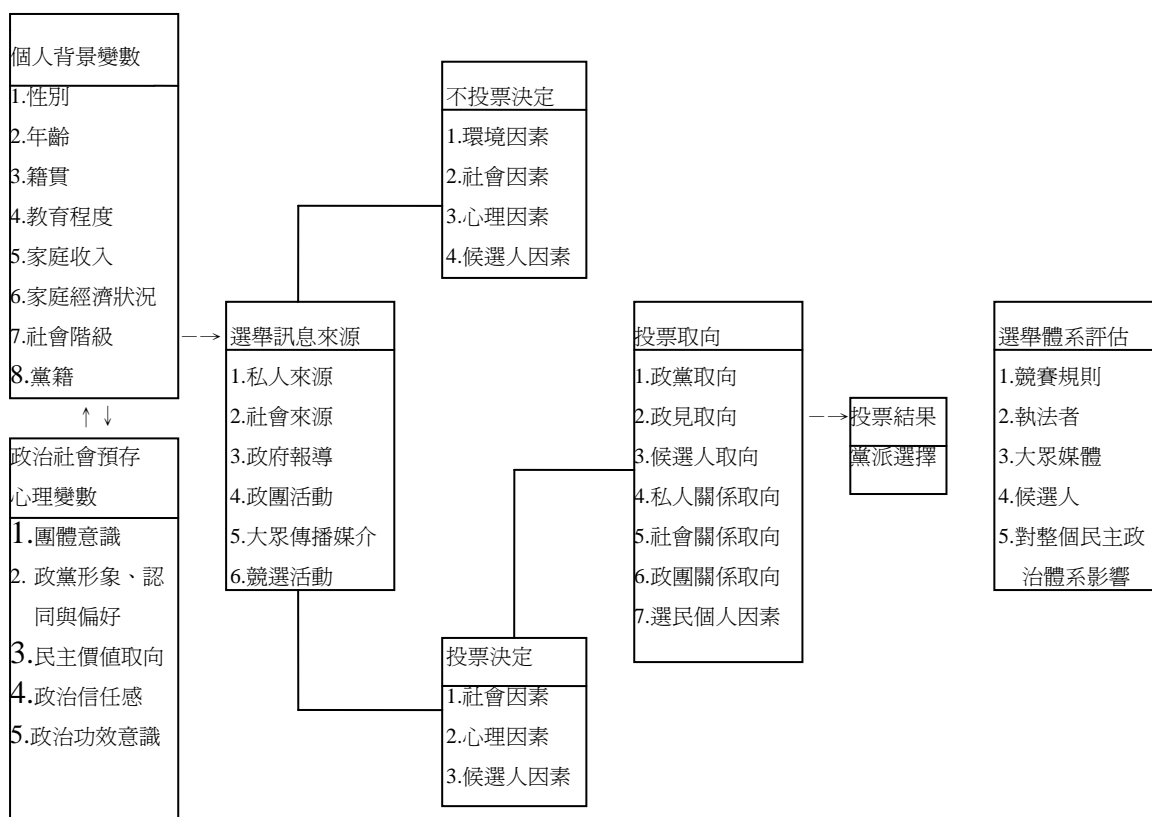 個人背景變數
1.性別
2.年齡
3.籍貫
4.教育程度
5.家庭收入
6.家庭經濟狀況
7.社會階級
8.黨籍
↑ ↓
政治社會預存
心理變數
1.團體意識
2. 政黨形象、認
同與偏好
3.民主價值取向
4.政治信任感
5.政治功效意識
—→
選舉訊息來源
1.私人來源
2.社會來源
3.政府報導
4.政團活動
5.大眾傳播媒介
6.競選活動
不投票決定
1.環境因素
2.社會因素
3.心理因素
4.候選人因素
投票決定
1.社會因素
2.心理因素
3.候選人因素
投票取向
1.政黨取向
2.政見取向
3.候選人取向
4.私人關係取向
5.社會關係取向
6.政團關係取向
7.選民個人因素
—→
投票結果
黨派選擇
選舉體系評估
1.競賽規則
2.執法者
3.大眾媒體
4.候選人
5.對整個民主政
治體系影響